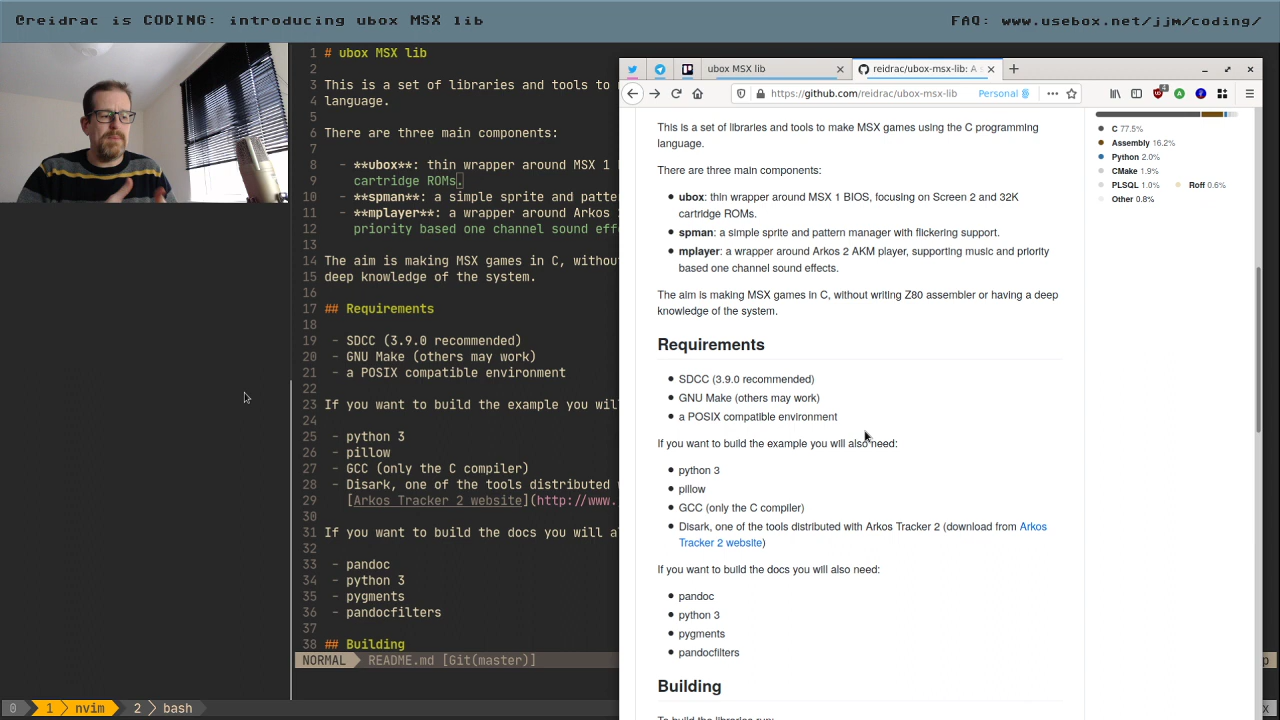 @reidrac is CODING: introducing ubox MSX lib
FAQ: www.usebox.net/jjm/coding/
1 # ubox MSX lib
2
3 This is a set of libraries and tools to
4 language.
5
6 There are three main components:
7
8 - **ubox**: thin wrapper around MSX 1
9 cartridge ROMs.
10 - **spman**: a simple sprite and patte
11 - **mplayer**: a wrapper around Arkos
12 priority based one channel sound eff
13
14 The aim is making MSX games in C, withou
15 deep knowledge of the system.
16
17 ## Requirements
18
19 - SDCC (3.9.0 recommended)
20 - GNU Make (others may work)
21 - a POSIX compatible environment
22
23 If you want to build the example you wil
24
25 - python 3
26 - pillow
27 - GCC (only the C compiler)
28 - Disark, one of the tools distributed
29 [Arkos Tracker 2 website](http://www.
30
31 If you want to build the docs you will a
32
33 - pandoc
34 - python 3
35 - pygments
36 - pandocfilters
37
38 ## Building
NORMAL README.md [Git(master)]
0 1 nvim 2 bash
ubox MSX lib
reidrac/ubox-msx-lib: A
https://github.com/reidrac/ubox-msx-lib
Personal
This is a set of libraries and tools to make MSX games using the C programming
language.
There are three main components:
ubox: thin wrapper around MSX 1 BIOS, focusing on Screen 2 and 32K
cartridge ROMs.
spman: a simple sprite and pattern manager with flickering support.
mplayer: a wrapper around Arkos 2 AKM player, supporting music and priority
based one channel sound effects.
The aim is making MSX games in C, without writing Z80 assembler or having a deep
knowledge of the system.
Requirements
SDCC (3.9.0 recommended)
GNU Make (others may work)
a POSIX compatible environment
If you want to build the example you will also need:
python 3
pillow
GCC (only the C compiler)
Disark, one of the tools distributed with Arkos Tracker 2 (download from Arkos
Tracker 2 website)
If you want to build the docs you will also need:
pandoc
python 3
pygments
pandocfilters
Building
C 77.5%
Assembly 16.2%
Python 2.0%
CMake 1.9%
PLSQL 1.0% Roff 0.6%
Other 0.8%